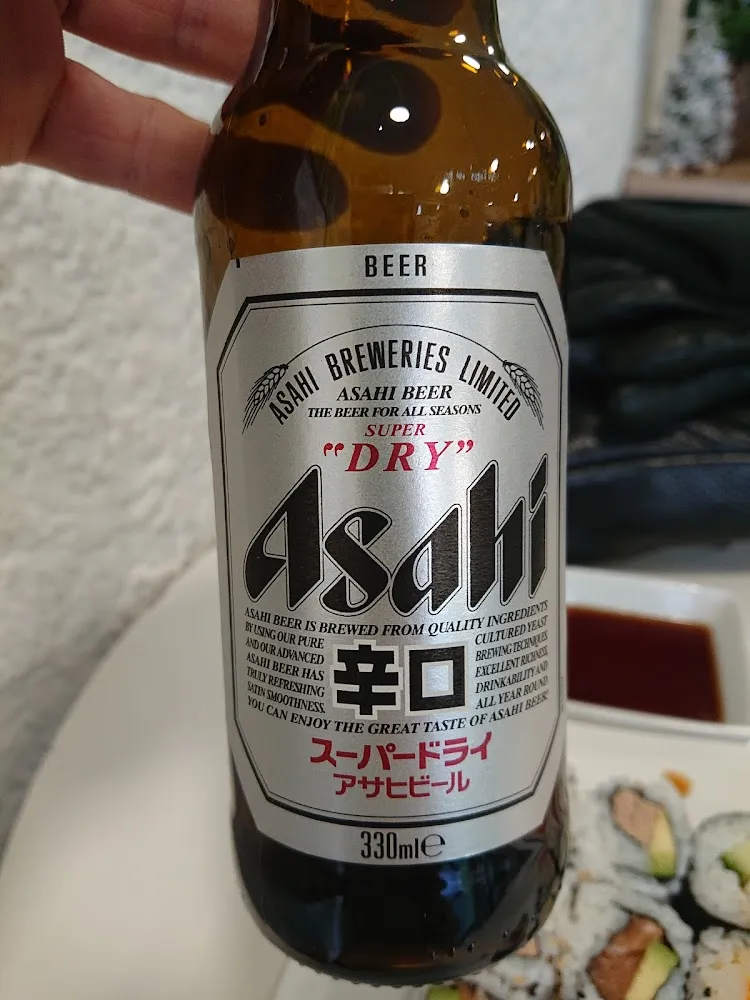 BEER
ASAHI BREWERIES LIMITED
ASAHI BEER
THE BEER FOR ALL SEASONS
SUPER
"DRY"
Asahi
ASAHI BEER IS BREWED FROM QUALITY INGREDIENTS
BY USING OUR PURE CULTURED YEAST
AND OUR ADVANCED BREWING TECHNIQUES.
ASAHI BEER HAS EXCELLENT RICHNESS,
TRULY REFRESHING DRINKABILITY AND
SATIN SMOOTHNESS. ALL YEAR ROUND
辛口
YOU CAN ENJOY THE GREAT TASTE OF ASAHI BEER!
スーパードライ
アサヒビール
330ml℮